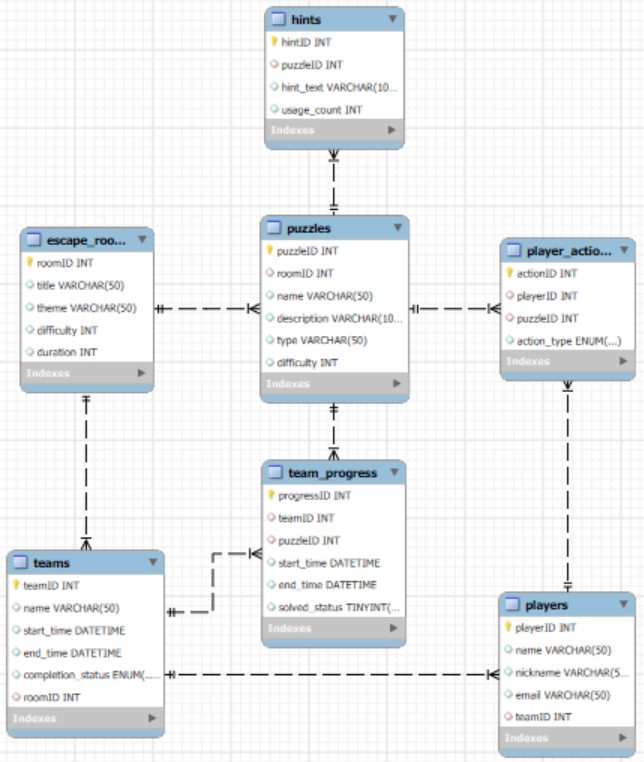 hints
hintID INT
puzzleID INT
hint_text VARCHAR(10...
usage_count INT
Indexes
escape_roo...
roomID INT
title VARCHAR(50)
theme VARCHAR(50)
difficulty INT
duration INT
Indexes
puzzles
puzzleID INT
roomID INT
name VARCHAR(50)
description VARCHAR(10...
type VARCHAR(50)
difficulty INT
Indexes
player_actio...
actionID INT
playerID INT
puzzleID INT
action_type ENUM(...)
Indexes
team_progress
progressID INT
teamID INT
puzzleID INT
start_time DATETIME
end_time DATETIME
solved_status TINYINT(...
Indexes
teams
teamID INT
name VARCHAR(50)
start_time DATETIME
end_time DATETIME
completion_status ENUM(......
roomID INT
Indexes
players
playerID INT
name VARCHAR(50)
nickname VARCHAR(5...
email VARCHAR(50)
teamID INT
Indexes